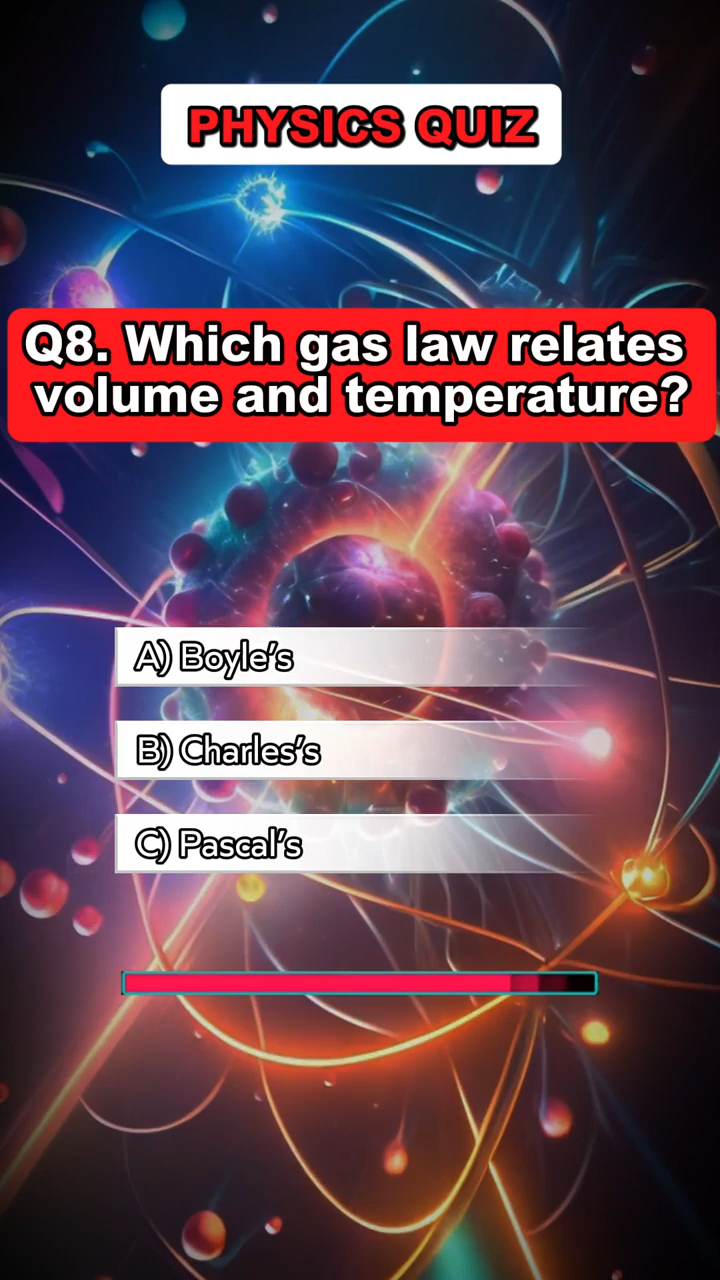 PHYSICS QUIZ
Q8. Which gas law relates
volume and temperature?
A) Boyle's
B) Charles's
C) Pascal's